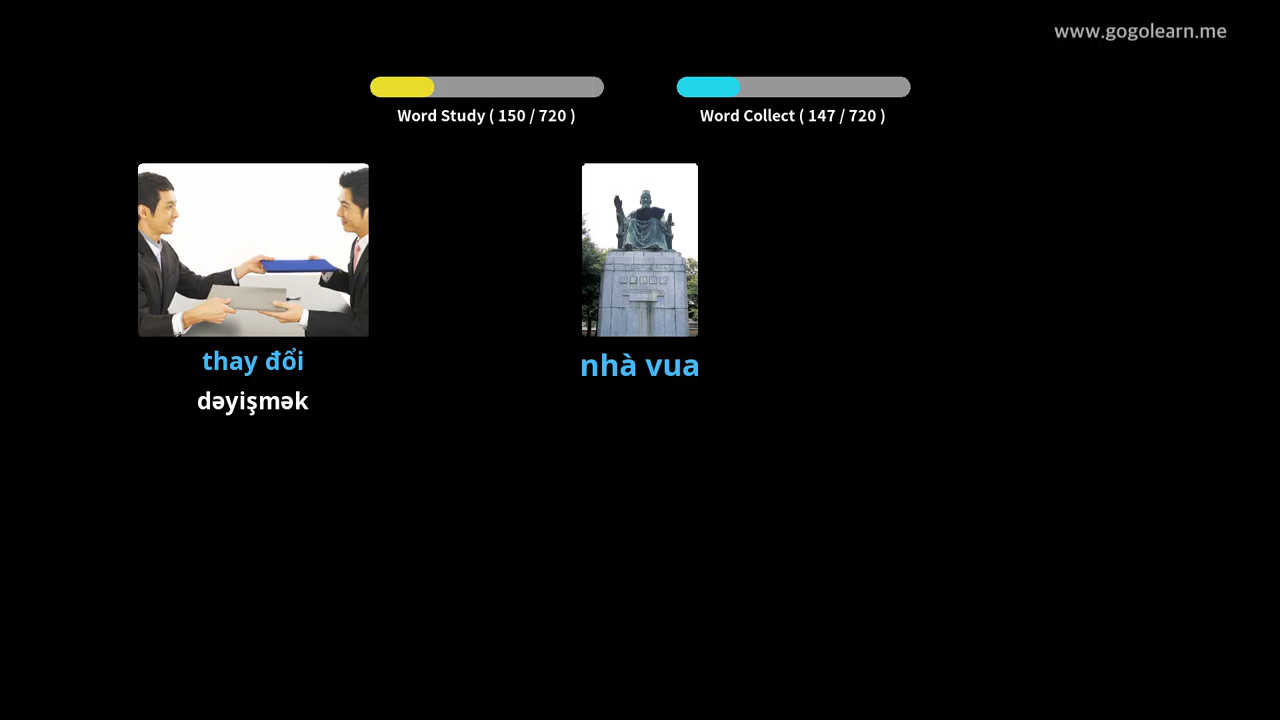 www.gogolearn.me
Word Study ( 150 / 720 )
Word Collect ( 147 / 720 )
thay đổi
dəyişmək
nhà vua